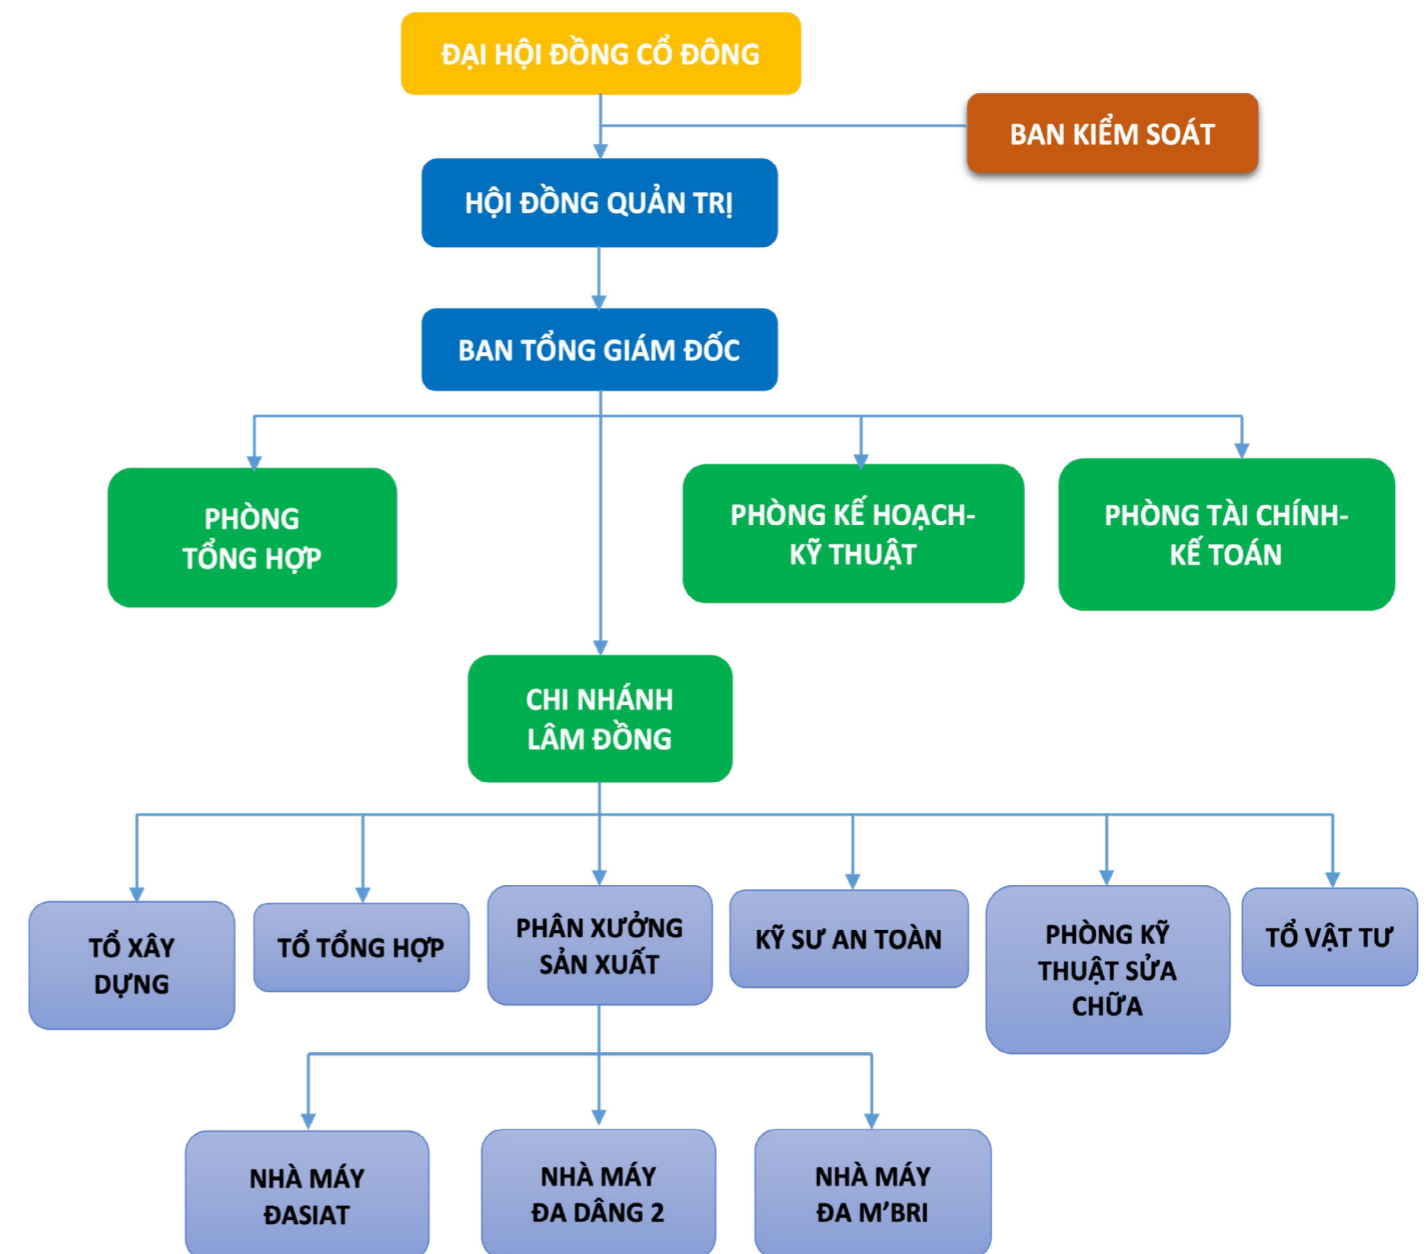 ĐẠI HỘI ĐỒNG CỔ ĐÔNG
BAN KIỂM SOÁT
HỘI ĐỒNG QUẢN TRỊ
BAN TỔNG GIÁM ĐỐC
PHÒNG
TỔNG HỢP
PHÒNG KẾ HOẠCH-
KỸ THUẬT
PHÒNG TÀI CHÍNH-
KẾ TOÁN
CHI NHÁNH
LÂM ĐỒNG
TỔ XÂY
DỰNG
TỔ TỔNG HỢP
PHÂN XƯỞNG
SẢN XUẤT
KỸ SƯ AN TOÀN
PHÒNG KỸ
THUẬT SỬA
CHỮA
TỔ VẬT TƯ
NHÀ MÁY
ĐASIAT
NHÀ MÁY
ĐA DÂNG 2
NHÀ MÁY
ĐA M’BRI